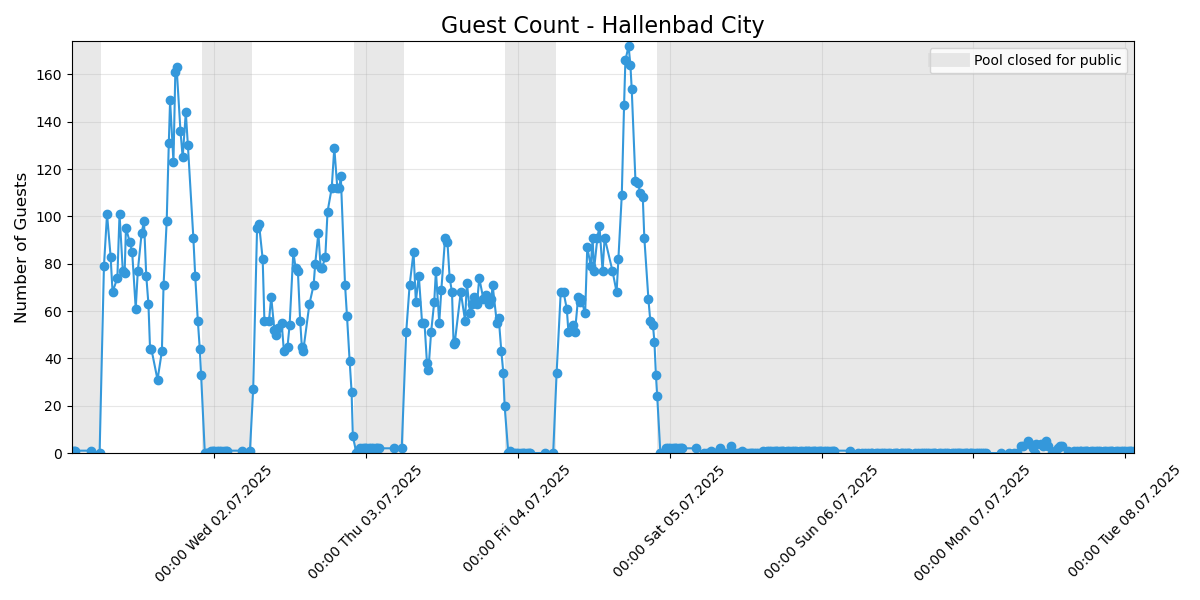 Guest Count - Hallenbad City
Pool closed for public
Number of Guests
160
140
120
100
80
60
40
20
0
00:00 Wed 02.07.2025
00:00 Thu 03.07.2025
00:00 Fri 04.07.2025
00:00 Sat 05.07.2025
00:00 Sun 06.07.2025
00:00 Mon 07.07.2025
00:00 Tue 08.07.2025